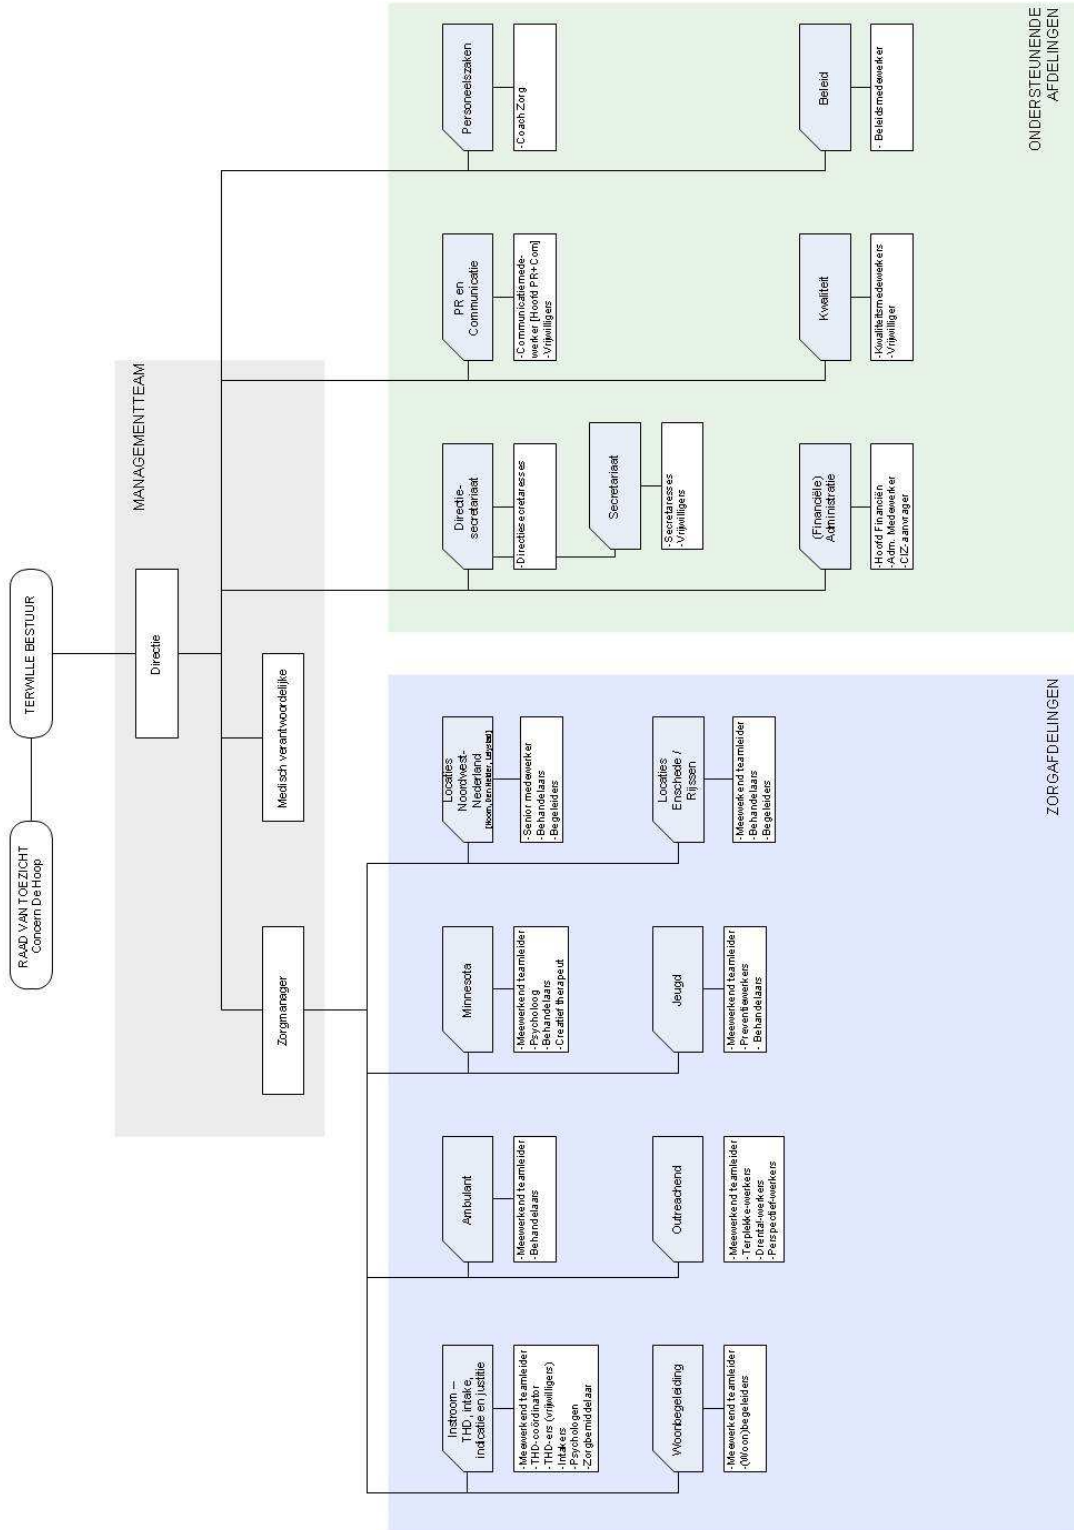 RAAD VAN TOEZICHT
Concern De Hoop
TERWILLE BESTUUR
MANAGEMENTTEAM
Directie
Zorgmanager
Medisch verantwoordelijke
Instroom –
THD, intake,
indicatie en justitie
-Meewerkend teamleider
-THD-coördinator
-THD-ers (vrijwilligers)
-Intakers
-Psychologen
-Zorgbemiddelaar
Ambulant
-Meewerkend teamleider
-Behandelaars
Minnesota
-Meewerkend teamleider
-Psycholoog
-Behandelaars
-Creatief therapeut
Locaties
Noordwest-
Nederland
[Hoorn, Den Helder, Lelystad]
-Senior medewerker
-Behandelaars
-Begeleiders
Woonbegeleiding
-Meewerkend teamleider
-(Woon)begeleiders
Outreachend
-Meewerkend teamleider
-Terplekke-werkers
-Drental-werkers
-Perspectief-werkers
Jeugd
-Meewerkend teamleider
-Preventiewerkers
- Behandelaars
Locaties
Enschede /
Rijssen
-Meewerkend teamleider
-Behandelaars
-Begeleiders
ZORGAFDELINGEN
Directie-
secretariaat
-Directiesecretaresses
Secretariaat
-Secretaresses
-Vrijwilligers
PR en
Communicatie
-Communicatiemede-
werker [Hoofd PR+Com]
-Vrijwilligers
Personeelszaken
-Coach Zorg
(Financiële)
Administratie
-Hoofd Financiën
-Adm. Medewerker
-CIZ-aanvrager
Kwaliteit
-Kwaliteitsmedewerkers
-Vrijwilliger
Beleid
- Beleidsmedewerker
ONDERSTEUNENDE
AFDELINGEN